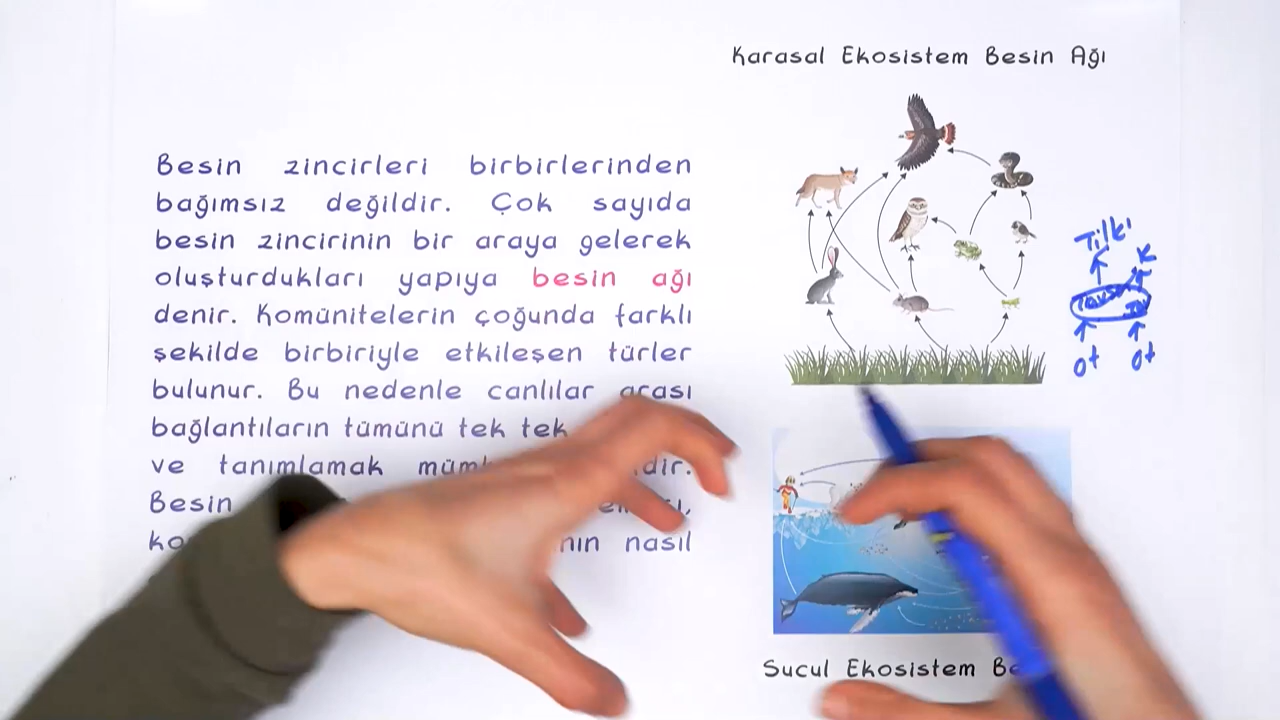 Karasal Ekosistem Besin Ağı
Besin zincirleri birbirlerinden
bağımsız değildir. Çok sayıda
besin zincirinin bir araya gelerek
oluşturdukları yapıya besin ağı
denir. Komünitelerin çoğunda farklı
şekilde birbiriyle etkileşen türler
bulunur. Bu nedenle canlılar arası
bağlantıların tümünü tek tek
ve tanımlamak
Besin
nasıl
Tilki
K
ot ot
Sucul Ekosistem